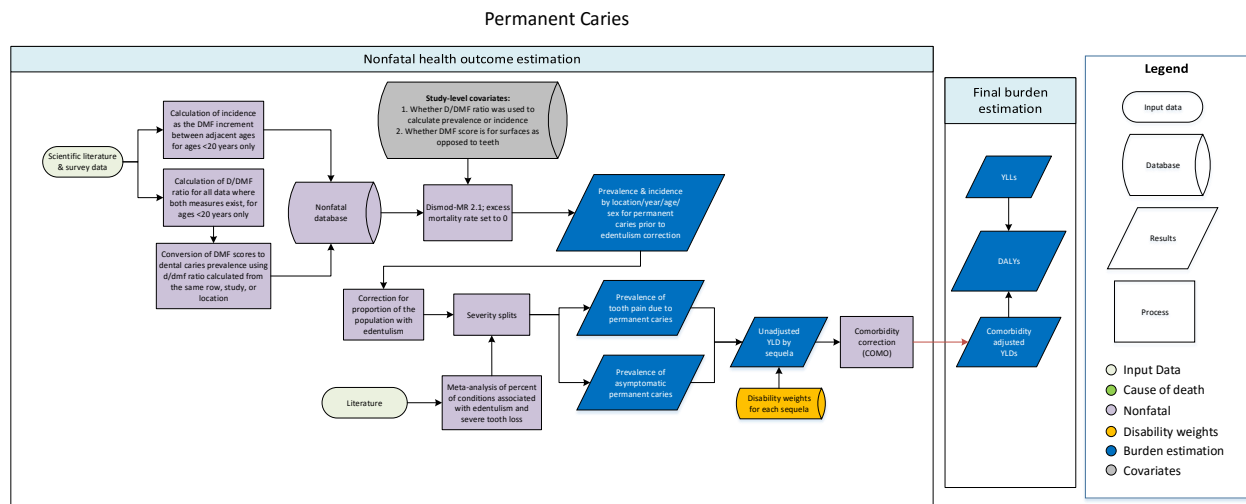 Permanent Caries
Nonfatal health outcome estimation
Calculation of incidence
as the DMF increment
between adjacent ages
for ages <20 years only
Scientific literature
& survey data
Calculation of D/DMF
ratio for all data where
both measures exist, for
ages <20 years only
Conversion of DMF scores to
dental caries prevalence using
d/dmf ratio calculated from
the same row, study, or
location
Nonfatal
database
Study-level covariates:
1. Whether D/DMF ratio was used to
calculate prevalence or incidence
2. Whether DMF score is for surfaces as
opposed to teeth
Dismod-MR 2.1; excess
mortality rate set to 0
Prevalence & incidence
by location/year/age/
sex for permanent
caries prior to
edentulism correction
Correction for
proportion of the
population with
edentulism
Severity splits
Literature
Meta-analysis of percent
of conditions associated
with edentulism and
severe tooth loss
Prevalence of
tooth pain due to
permanent caries
Prevalence of
asymptomatic
permanent caries
Unadjusted
YLD by
sequela
Disability weights
for each sequela
Comorbidity
correction
(COMO)
Final burden
estimation
YLLs
DALYs
Comorbidity
adjusted YLDs
Legend
Input data
Database
Results
Process
Input Data
Cause of death
Nonfatal
Disability weights
Burden estimation
Covariates